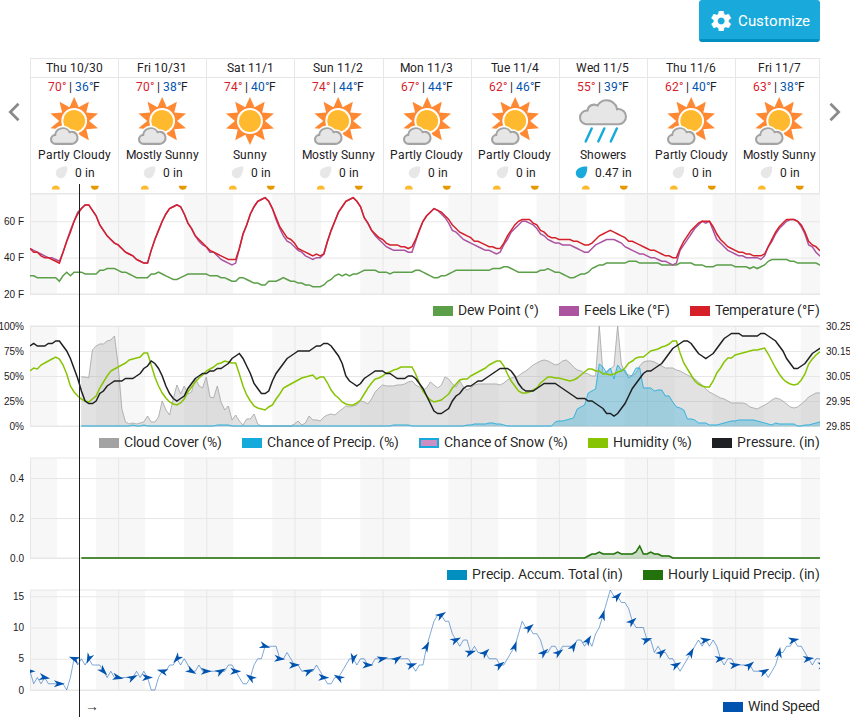 Customize
Thu 10/30 Fri 10/31 Sat 11/1 Sun 11/2 Mon 11/3 Tue 11/4 Wed 11/5 Thu 11/6 Fri 11/7
70° | 36°F 70° | 38°F 74° | 40°F 74° | 44°F 67° | 44°F 62° | 46°F 55° | 39°F 62° | 40°F 63° | 38°F
Partly Cloudy Mostly Sunny Sunny Mostly Sunny Partly Cloudy Partly Cloudy Showers Partly Cloudy Mostly Sunny
0 in 0 in 0 in 0 in 0 in 0 in 0.47 in 0 in 0 in
60 F
40 F
20 F
Dew Point (°) Feels Like (°F) Temperature (°F)
100% 30.25
75% 30.15
50% 30.05
25% 29.95
0% 29.85
Cloud Cover (%) Chance of Precip. (%) Chance of Snow (%) Humidity (%) Pressure. (in)
0.4
0.2
0.0
Precip. Accum. Total (in) Hourly Liquid Precip. (in)
15
10
5
0
→ Wind Speed